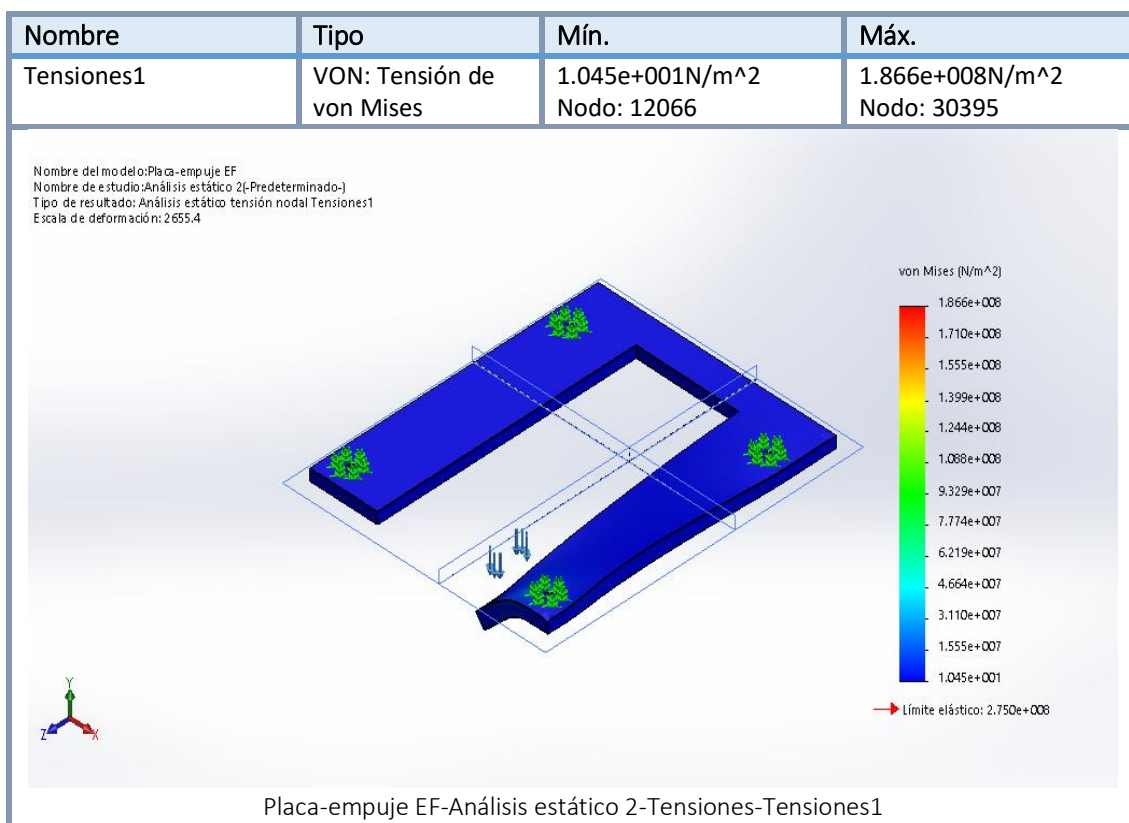 Nombre Tipo Mín. Máx.
Tensiones1 VON: Tensión de 1.045e+001N/m^2 1.866e+008N/m^2
von Mises Nodo: 12066 Nodo: 30395
Nombre del modelo:Placa-empuje EF
Nombre de estudio:Análisis estático 2(-Predeterminado-)
Tipo de resultado: Análisis estático tensión nodal Tensiones1
Escala de deformación: 2655.4
von Mises (N/m^2)
1.866e+008
1.710e+008
1.555e+008
1.399e+008
1.244e+008
1.088e+008
9.329e+007
7.774e+007
6.219e+007
4.664e+007
3.110e+007
1.555e+007
1.045e+001
Límite elástico: 2.750e+008
Y
Z X
Placa-empuje EF-Análisis estático 2-Tensiones-Tensiones1